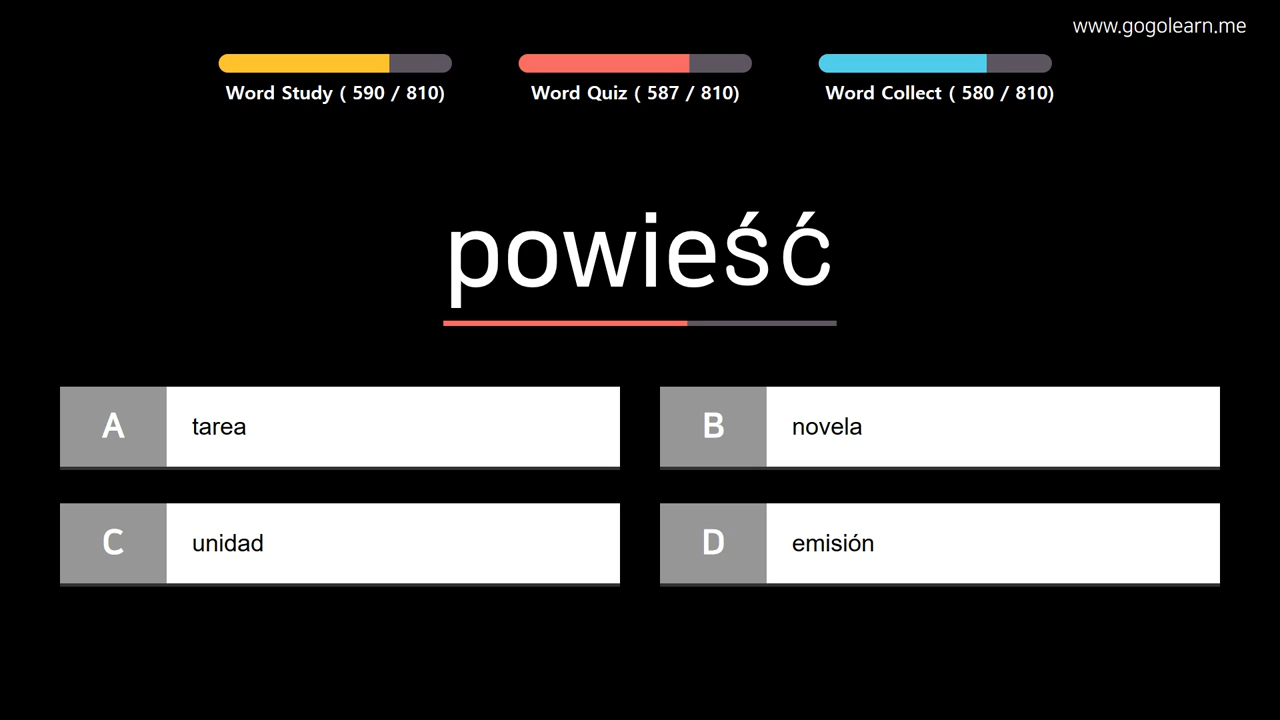 www.gogolearn.me
Word Study ( 590 / 810)
Word Quiz ( 587 / 810)
Word Collect ( 580 / 810)
powieść
A tarea
B novela
C unidad
D emisión